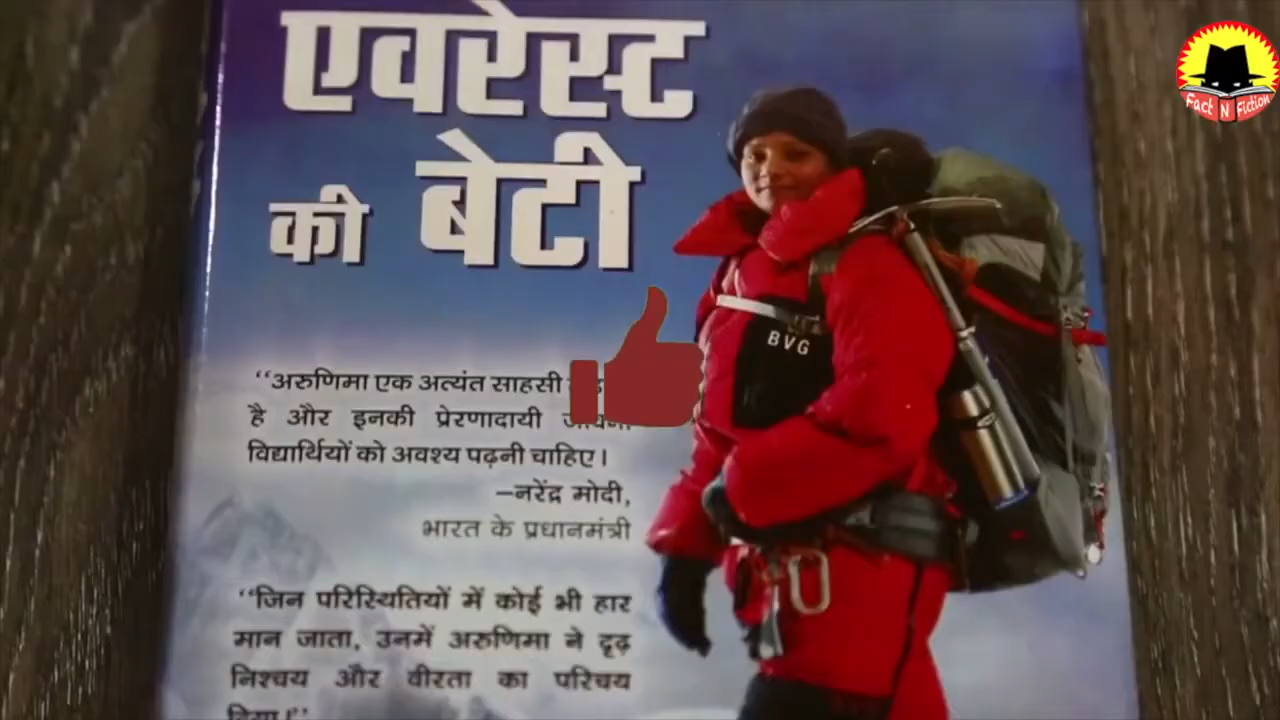 एवरेस्ट
की बेटी
Fact N Fiction
BVG
“अरुणिमा एक अत्यंत साहसी
है और इनकी प्रेरणादायी
विद्यार्थियों को अवश्य पढ़नी चाहिए।
–नरेंद्र मोदी,
भारत के प्रधानमंत्री
“जिन परिस्थितियों में कोई भी हार
मान जाता, उनमें अरुणिमा ने दृढ़
निश्चय और वीरता का परिचय
दिया।”